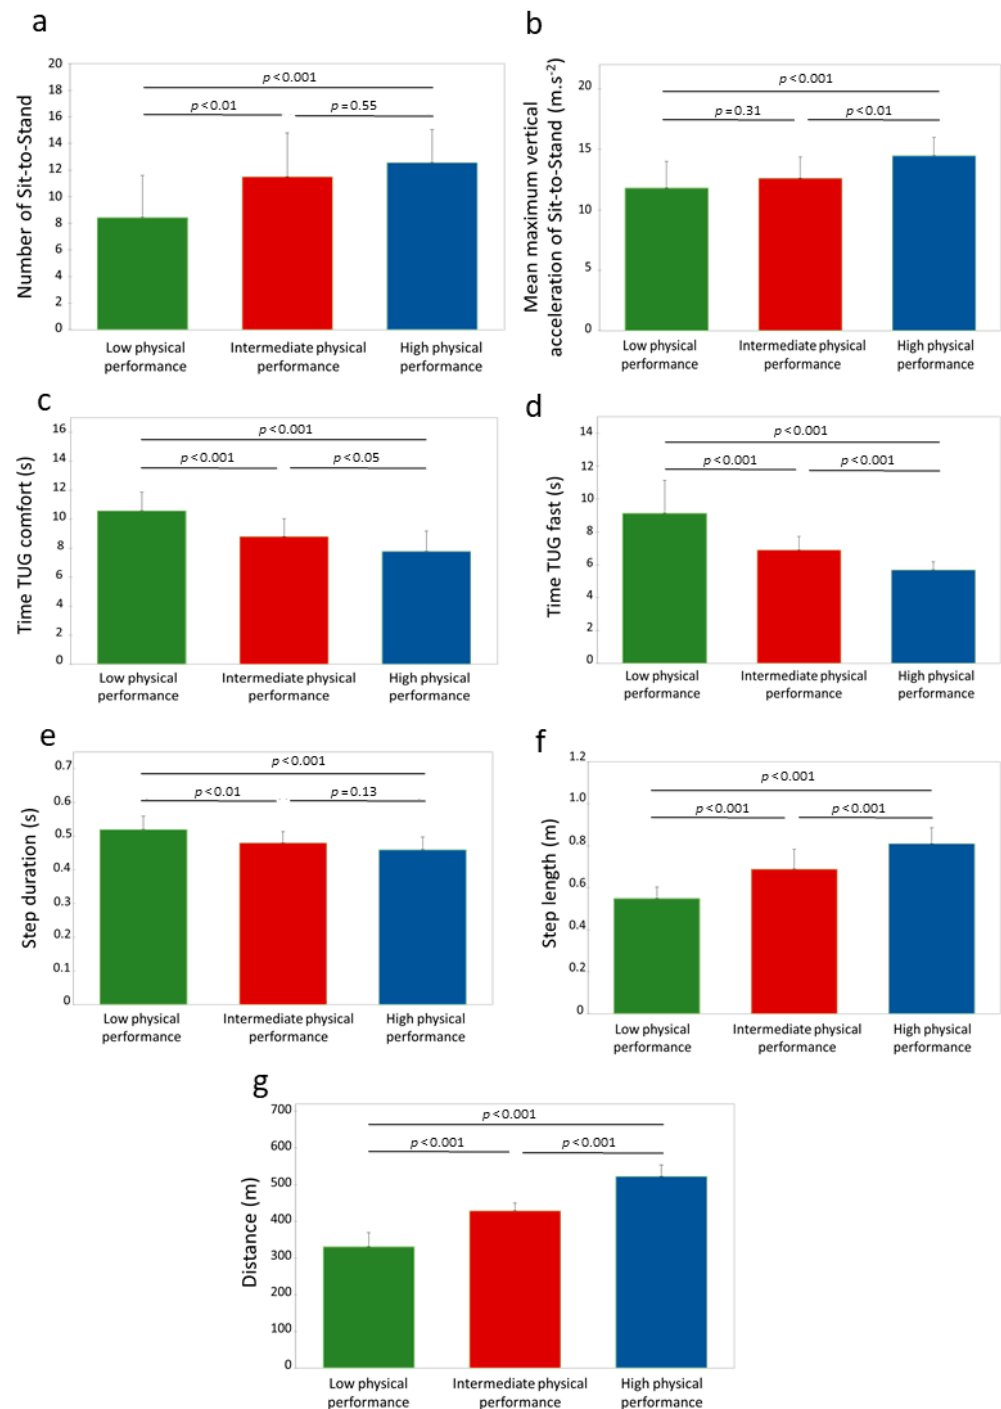 a
Number of Sit-to-Stand
20
18
16
14
12
10
8
6
4
2
0
p < 0.001
p < 0.01
p = 0.55
Low physical
performance
Intermediate physical
performance
High physical
performance
b
Mean maximum vertical
acceleration of Sit-to-Stand (m.s-2)
20
15
10
5
0
p < 0.001
p = 0.31
p < 0.01
Low physical
performance
Intermediate physical
performance
High physical
performance
c
Time TUG comfort (s)
16
14
12
10
8
6
4
2
0
p < 0.001
p < 0.001
p < 0.05
Low physical
performance
Intermediate physical
performance
High physical
performance
d
Time TUG fast (s)
14
12
10
8
6
4
2
0
p < 0.001
p < 0.001
p < 0.001
Low physical
performance
Intermediate physical
performance
High physical
performance
e
Step duration (s)
0.7
0.6
0.5
0.4
0.3
0.2
0.1
0
p < 0.001
p < 0.01
p = 0.13
Low physical
performance
Intermediate physical
performance
High physical
performance
f
Step length (m)
1.2
1.0
0.8
0.6
0.4
0.2
0
p < 0.001
p < 0.001
p < 0.001
Low physical
performance
Intermediate physical
performance
High physical
performance
g
Distance (m)
700
600
500
400
300
200
100
0
p < 0.001
p < 0.001
p < 0.001
Low physical
performance
Intermediate physical
performance
High physical
performance